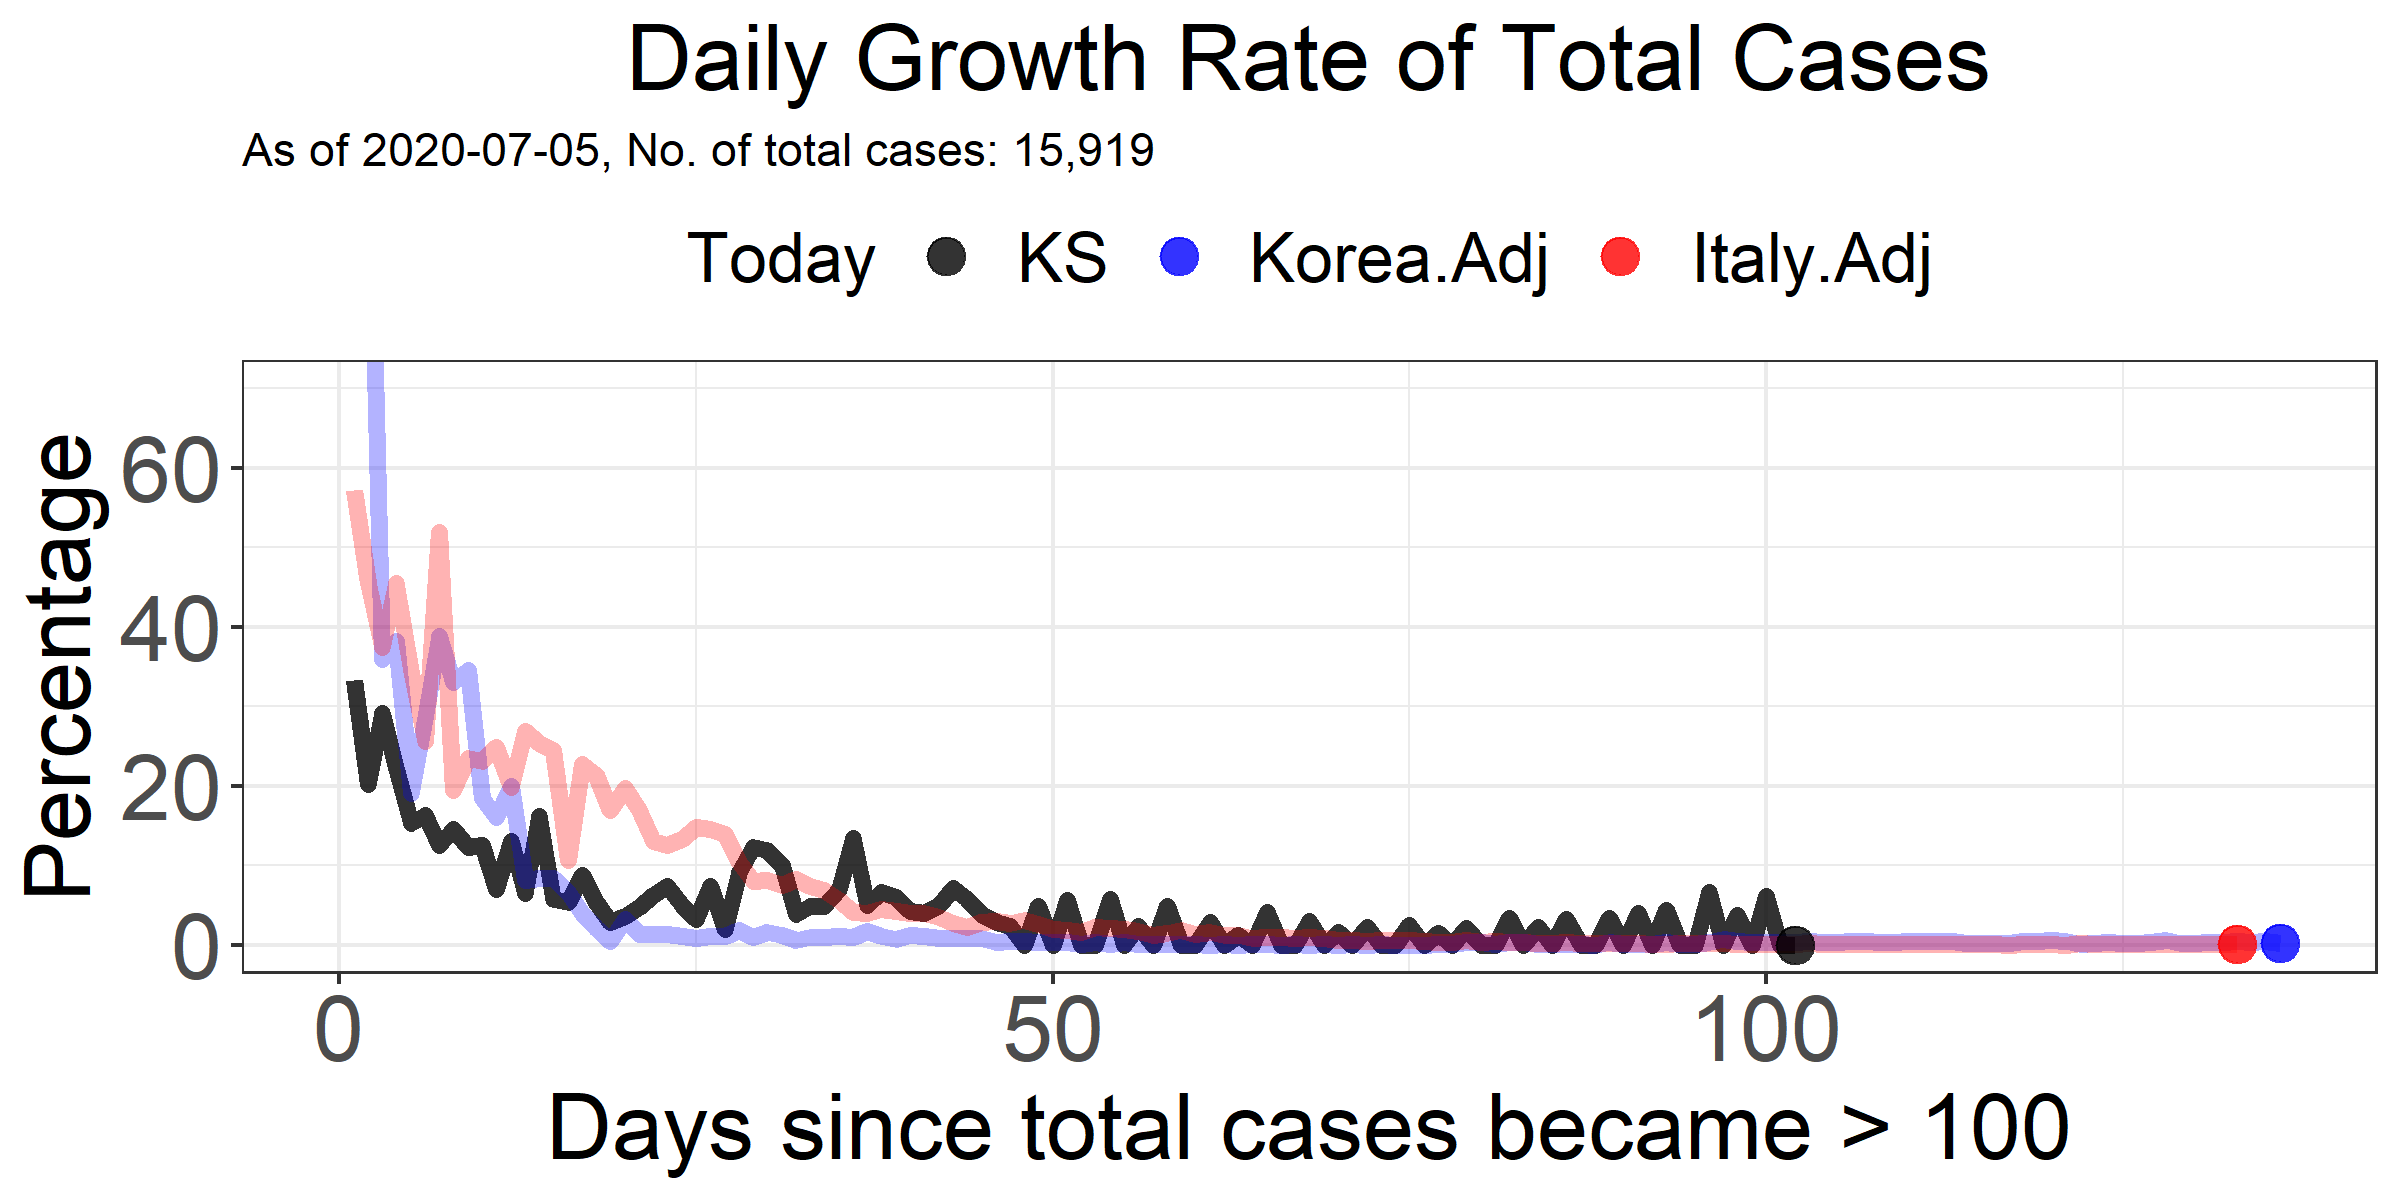 Daily Growth Rate of Total Cases
As of 2020-07-05, No. of total cases: 15,919
Today KS Korea.Adj Italy.Adj
Percentage
60
40
20
0
0 50 100
Days since total cases became > 100